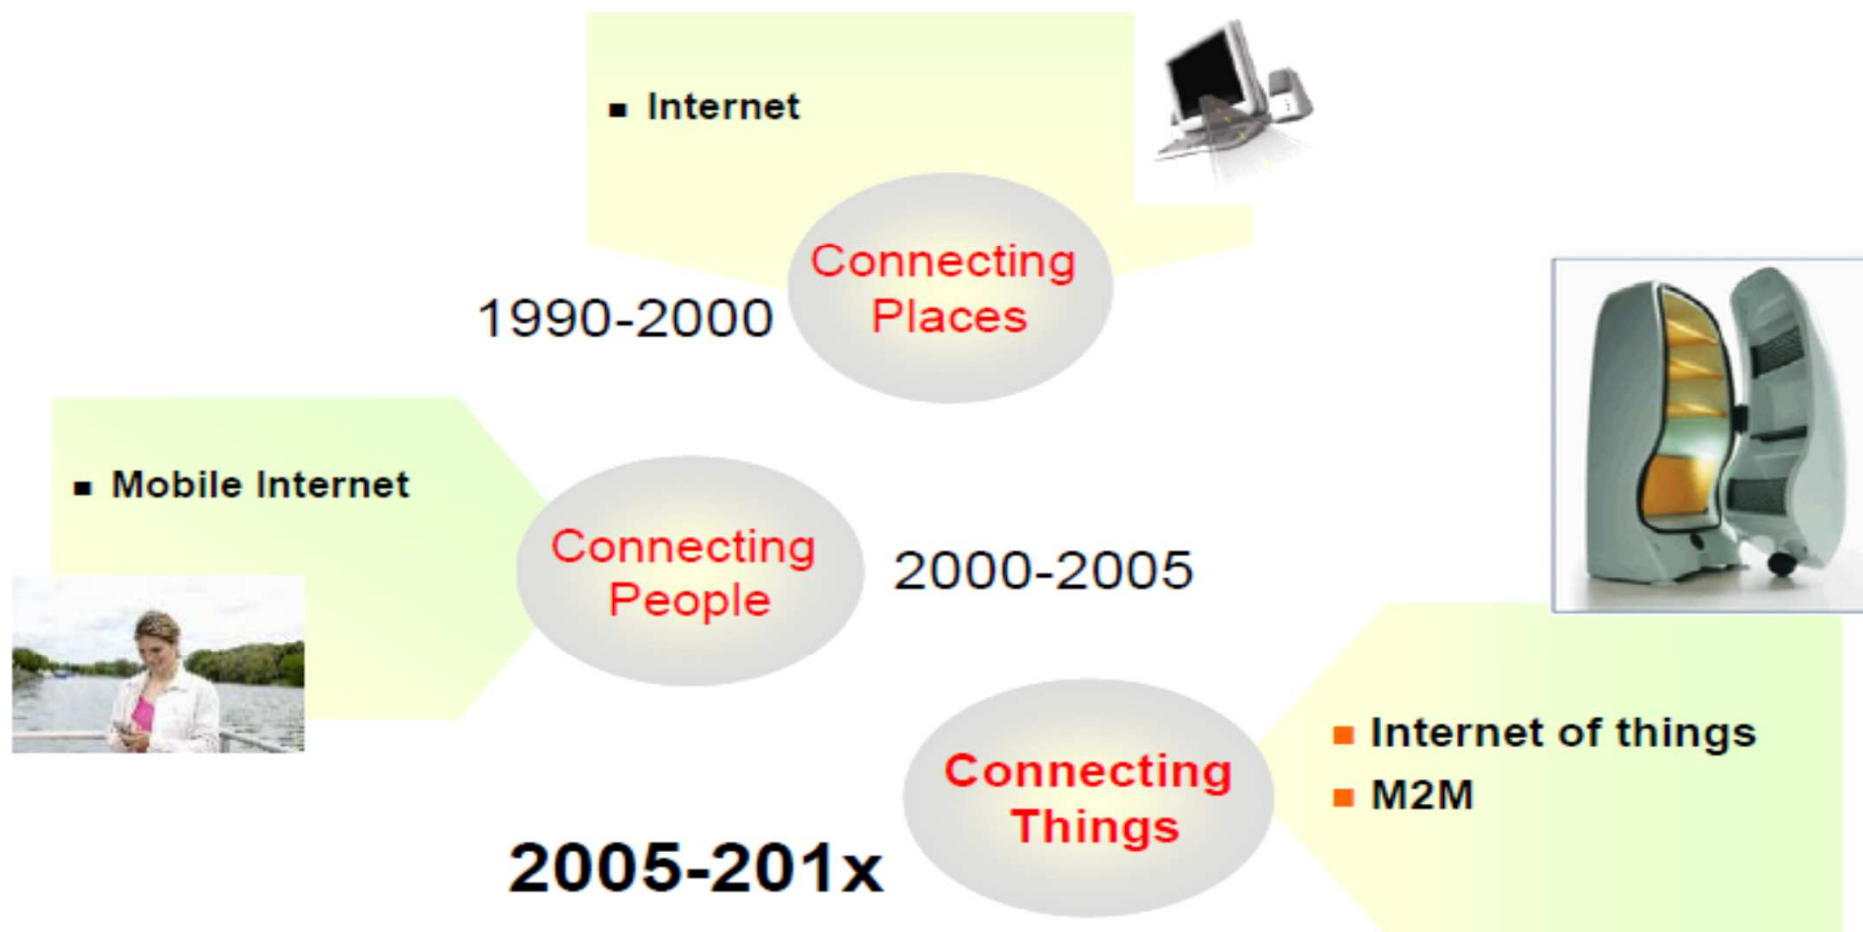 ▪ Internet
Connecting
Places
1990-2000
▪ Mobile Internet
Connecting
People
2000-2005
Connecting
Things
▪ Internet of things
▪ M2M
2005-201x